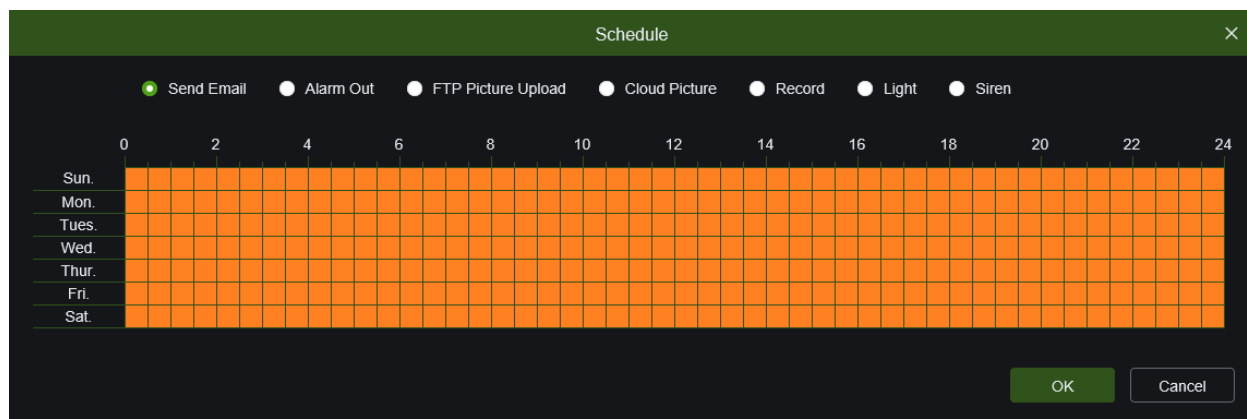 Schedule
Send Email Alarm Out FTP Picture Upload Cloud Picture Record Light Siren
0 2 4 6 8 10 12 14 16 18 20 22 24
Sun.
Mon.
Tues.
Wed.
Thur.
Fri.
Sat.
OK Cancel